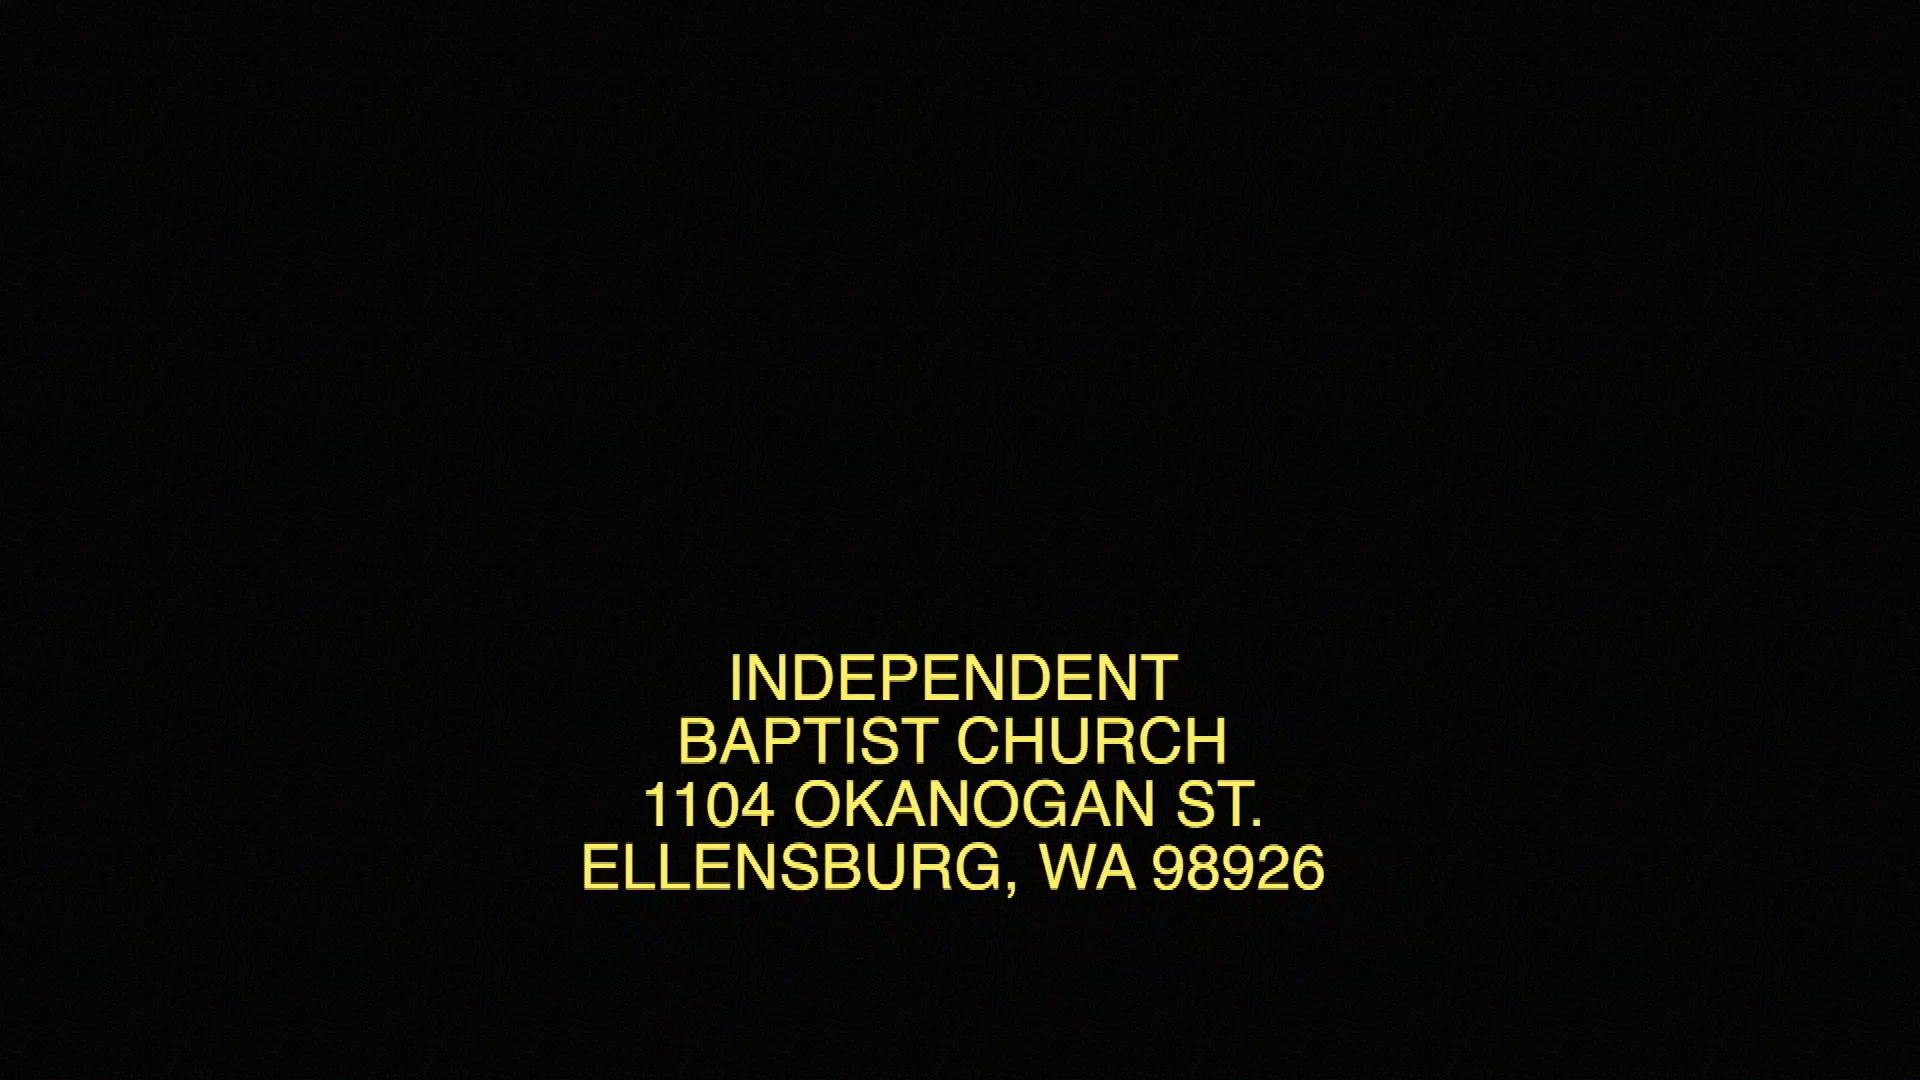 INDEPENDENT
BAPTIST CHURCH
1104 OKANOGAN ST.
ELLENSBURG, WA 98926